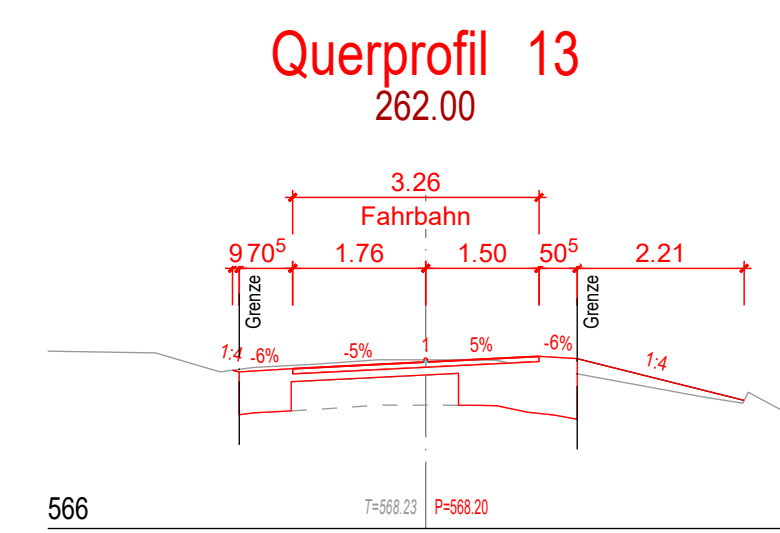 Querprofil 13
262.00
3.26
Fahrbahn
9 70⁵ 1.76 1.50 50⁵ 2.21
Grenze Grenze
1:4 -6% -5% 1 5% -6% 1:4
566 T=568.23 P=568.20